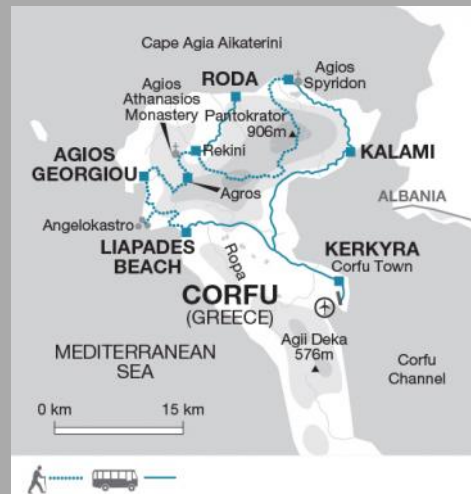 Cape Agia Aikaterini
Agios
Spyridon
RODA
Agios
Athanasios
Monastery
Pantokrator
906m
Rekini
KALAMI
AGIOS
GEORGIOU
Agros
ALBANIA
Angelokastro
LIAPADES
BEACH
Ropa
KERKYRA
Corfu Town
CORFU
(GREECE)
Agii Deka
576m
MEDITERRANEAN
SEA
Corfu
Channel
0 km 15 km